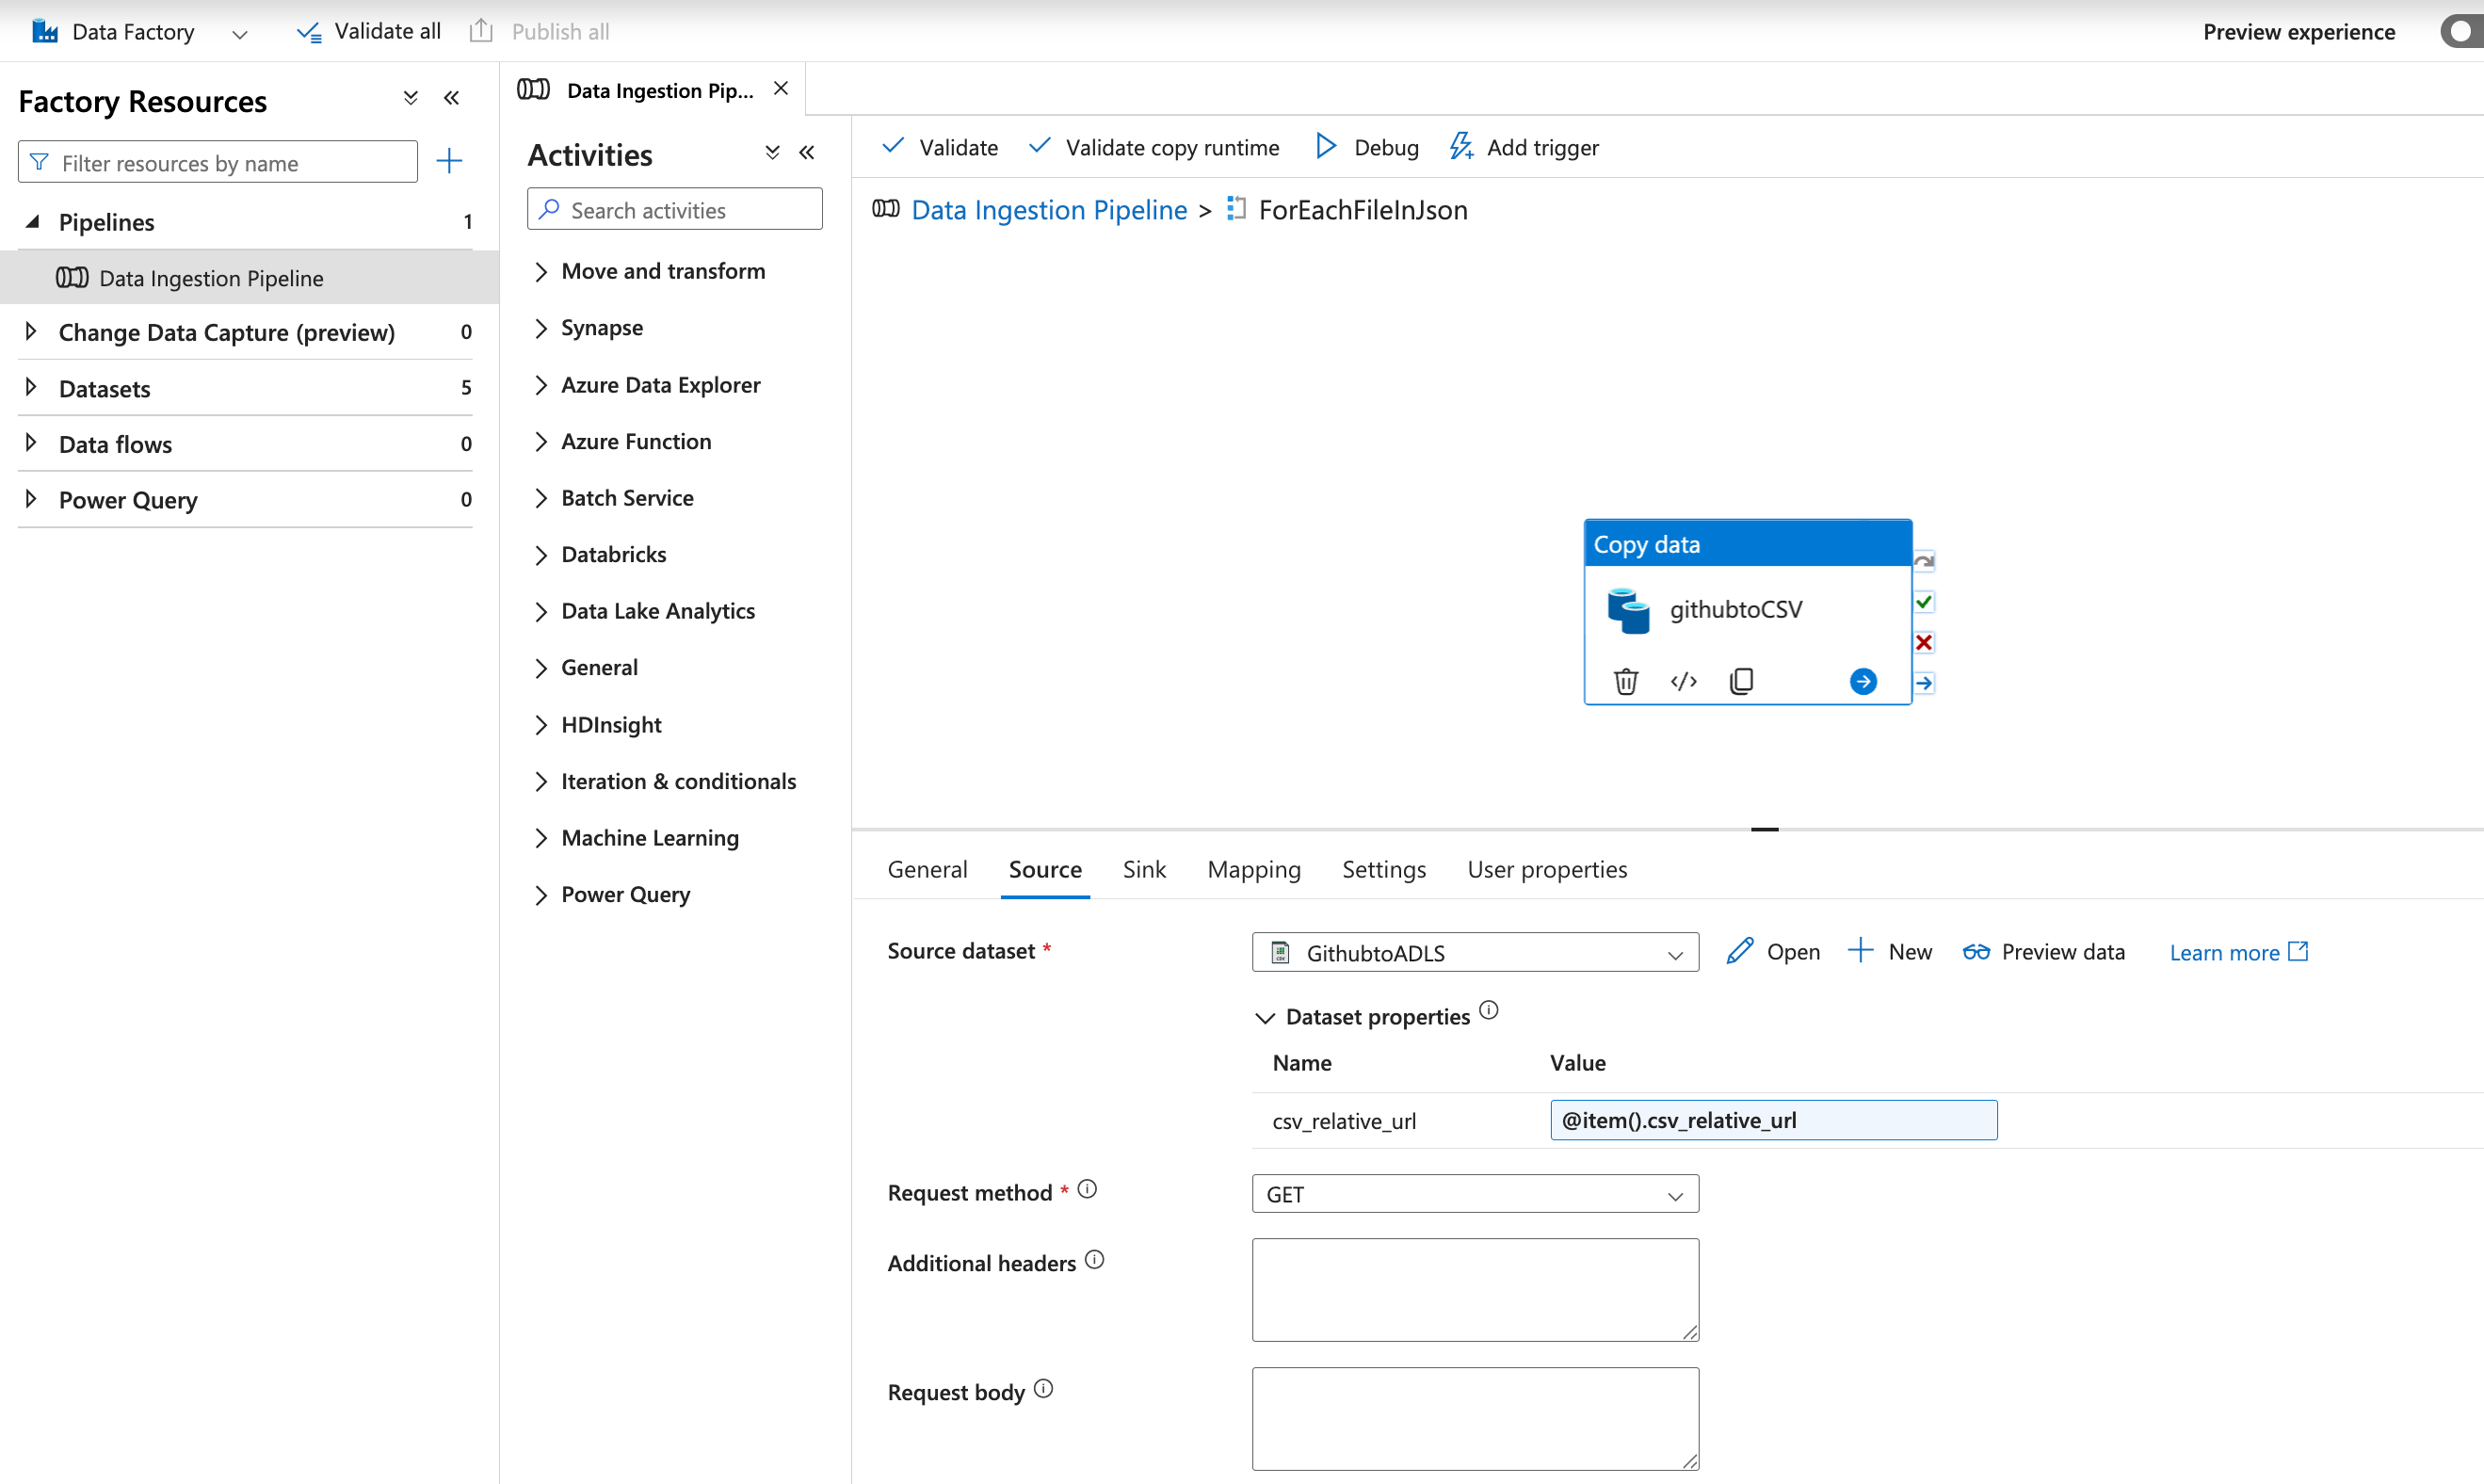 Data Factory
Validate all
Publish all
Preview experience
Factory Resources
Filter resources by name
Pipelines 1
Data Ingestion Pipeline
Change Data Capture (preview) 0
Datasets 5
Data flows 0
Power Query 0
Data Ingestion Pip...
Activities
Search activities
Move and transform
Synapse
Azure Data Explorer
Azure Function
Batch Service
Databricks
Data Lake Analytics
General
HDInsight
Iteration & conditionals
Machine Learning
Power Query
Validate
Validate copy runtime
Debug
Add trigger
Data Ingestion Pipeline > ForEachFileInJson
Copy data
githubtoCSV
General
Source
Sink
Mapping
Settings
User properties
Source dataset *
GithubtoADLS
Open
New
Preview data
Learn more
Dataset properties
Name Value
csv_relative_url @item().csv_relative_url
Request method *
GET
Additional headers
Request body